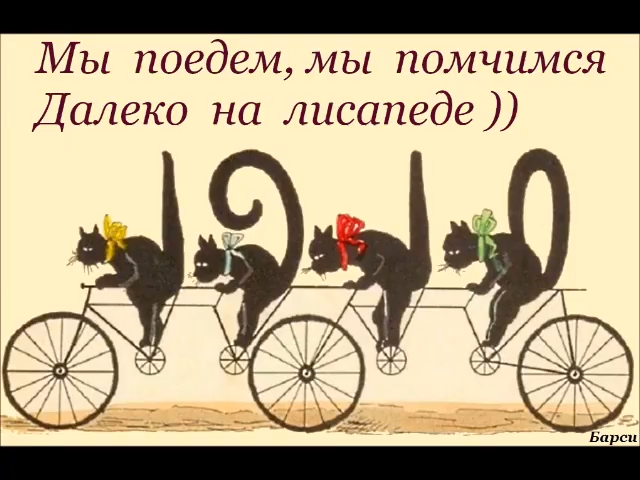 Мы поедем, мы помчимся
Далеко на лисапеде ))
Барси